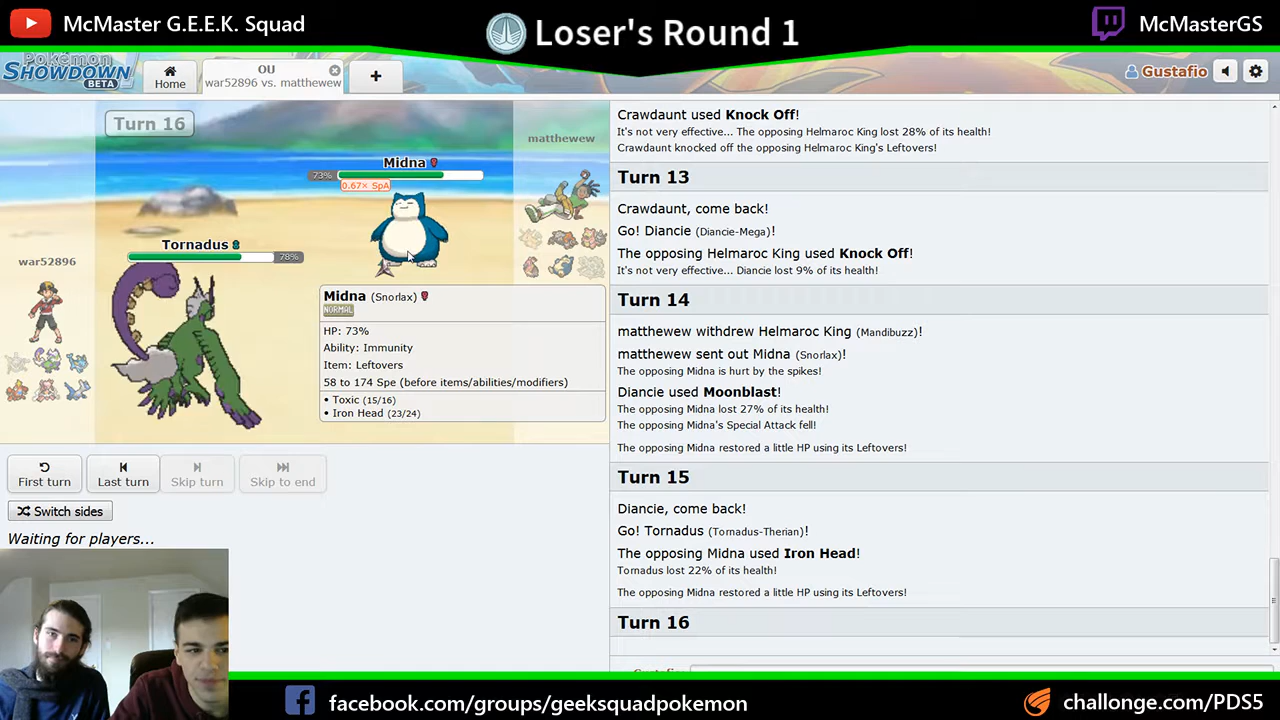 McMaster G.E.E.K. Squad
Loser's Round 1
McMasterGS
Pokémon
SHOWDOWN
BETA
Home
OU
war52896 vs. matthewew
+
Gustafio
Turn 16
matthewew
Midna
73%
0.67× SpA
Tornadus
78%
war52896
Midna (Snorlax)
NORMAL
HP: 73%
Ability: Immunity
Item: Leftovers
58 to 174 Spe (before items/abilities/modifiers)
• Toxic (15/16)
• Iron Head (23/24)
First turn
Last turn
Skip turn
Skip to end
Switch sides
Waiting for players...
Crawdaunt used Knock Off!
It's not very effective... The opposing Helmaroc King lost 28% of its health!
Crawdaunt knocked off the opposing Helmaroc King's Leftovers!
Turn 13
Crawdaunt, come back!
Go! Diancie (Diancie-Mega)!
The opposing Helmaroc King used Knock Off!
It's not very effective... Diancie lost 9% of its health!
Turn 14
matthewew withdrew Helmaroc King (Mandibuzz)!
matthewew sent out Midna (Snorlax)!
The opposing Midna is hurt by the spikes!
Diancie used Moonblast!
The opposing Midna lost 27% of its health!
The opposing Midna's Special Attack fell!
The opposing Midna restored a little HP using its Leftovers!
Turn 15
Diancie, come back!
Go! Tornadus (Tornadus-Therian)!
The opposing Midna used Iron Head!
Tornadus lost 22% of its health!
The opposing Midna restored a little HP using its Leftovers!
Turn 16
facebook.com/groups/geeksquadpokemon
challonge.com/PDS5